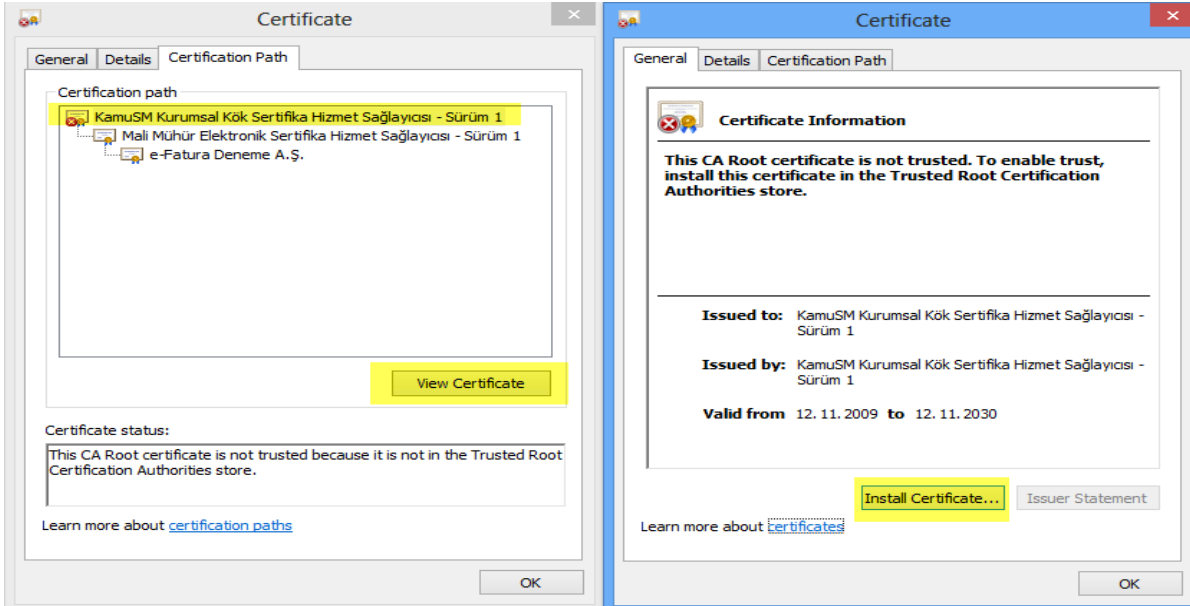 Certificate
General Details Certification Path
Certification path
KamuSM Kurumsal Kök Sertifika Hizmet Sağlayıcısı - Sürüm 1
Mali Mühür Elektronik Sertifika Hizmet Sağlayıcısı - Sürüm 1
e-Fatura Deneme A.Ş.
View Certificate
Certificate status:
This CA Root certificate is not trusted because it is not in the Trusted Root
Certification Authorities store.
Learn more about certification paths
OK
Certificate
General Details Certification Path
Certificate Information
This CA Root certificate is not trusted. To enable trust,
install this certificate in the Trusted Root Certification
Authorities store.
Issued to: KamuSM Kurumsal Kök Sertifika Hizmet Sağlayıcısı -
Sürüm 1
Issued by: KamuSM Kurumsal Kök Sertifika Hizmet Sağlayıcısı -
Sürüm 1
Valid from 12. 11. 2009 to 12. 11. 2030
Install Certificate...
Issuer Statement
Learn more about certificates
OK